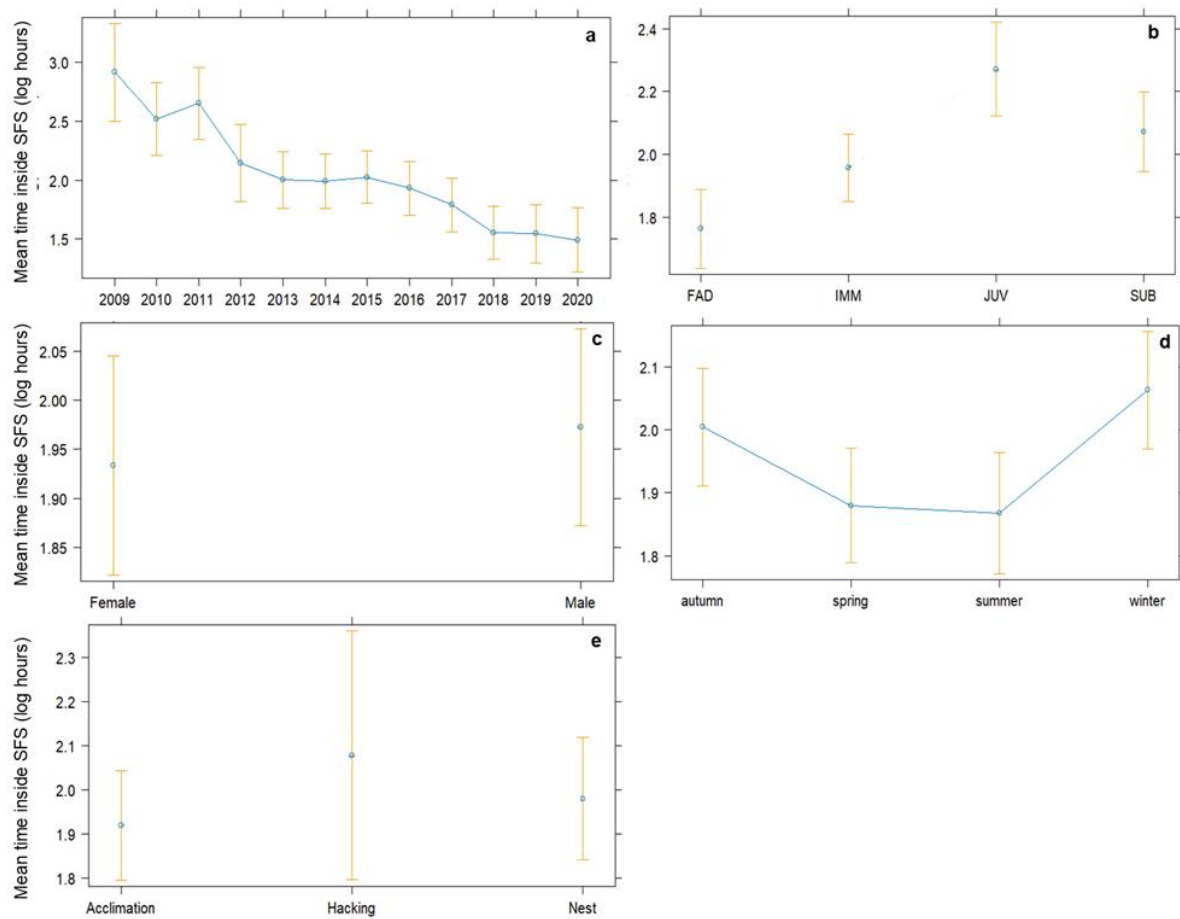 Mean time inside SFS (log hours)
3.0
2.5
2.0
1.5
a
2009 2010 2011 2012 2013 2014 2015 2016 2017 2018 2019 2020
2.4
2.2
2.0
1.8
b
FAD IMM JUV SUB
Mean time inside SFS (log hours)
2.05
2.00
1.95
1.90
1.85
c
Female Male
2.1
2.0
1.9
1.8
d
autumn spring summer winter
Mean time inside SFS (log hours)
2.3
2.2
2.1
2.0
1.9
1.8
e
Acclimation Hacking Nest